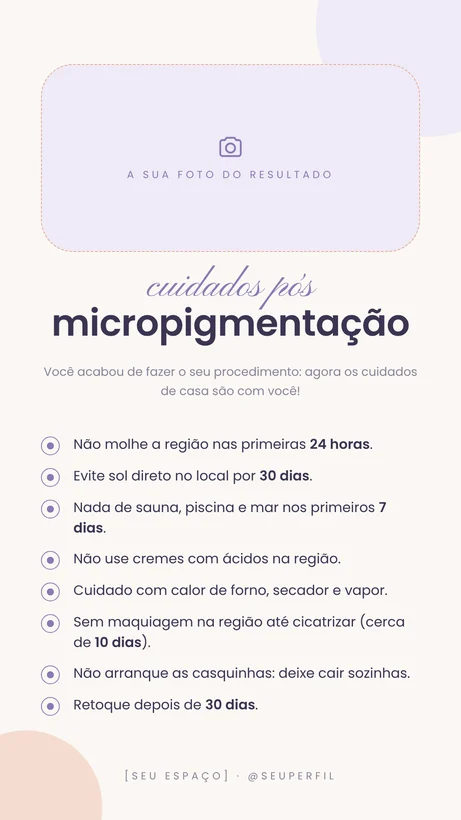 A SUA FOTO DO RESULTADO
cuidados pós
micropigmentação
Você acabou de fazer o seu procedimento: agora os cuidados
de casa são com você!
Não molhe a região nas primeiras 24 horas.
Evite sol direto no local por 30 dias.
Nada de sauna, piscina e mar nos primeiros 7
dias.
Não use cremes com ácidos na região.
Cuidado com calor de forno, secador e vapor.
Sem maquiagem na região até cicatrizar (cerca
de 10 dias).
Não arranque as casquinhas: deixe cair sozinhas.
Retoque depois de 30 dias.
[SEU ESPAÇO] · @SEUPERFIL